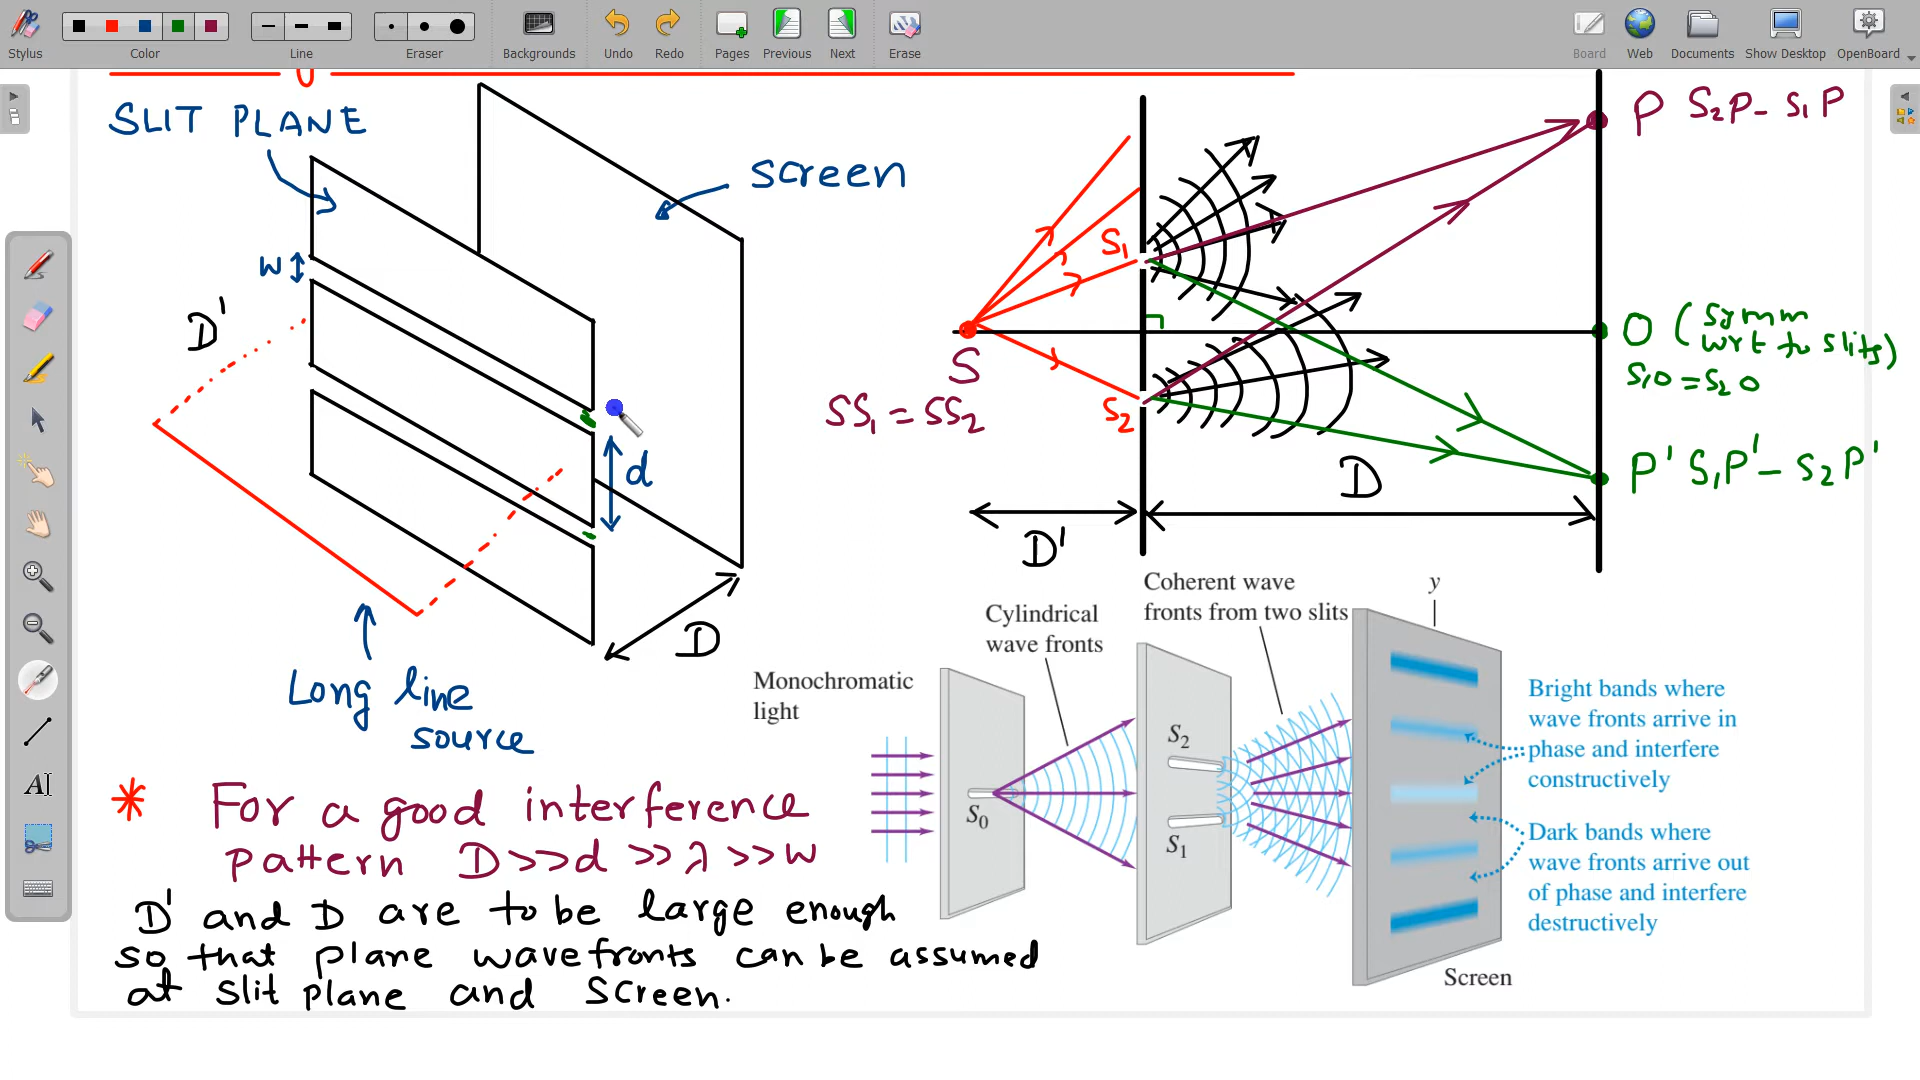 Stylus
Color
Line
Eraser
Backgrounds
Undo
Redo
Pages
Previous
Next
Erase
Board
Web
Documents
Show Desktop
OpenBoard
SLIT PLANE
screen
W
D'
d
D
Long line
source
S
SS₁ = SS₂
S₁
S₂
D'
D
P S₂P - S₁P
O (symm
wrt to slits)
S₁O = S₂O
P' S₁P' - S₂P'
* For a good interference
pattern D >> d >> λ >> w
D' and D are to be large enough
so that plane wavefronts can be assumed
at slit plane and screen.
Monochromatic
light
Cylindrical
wave fronts
Coherent wave
fronts from two slits
y
S₀
S₂
S₁
Bright bands where
wave fronts arrive in
phase and interfere
constructively
Dark bands where
wave fronts arrive out
of phase and interfere
destructively
Screen
AI